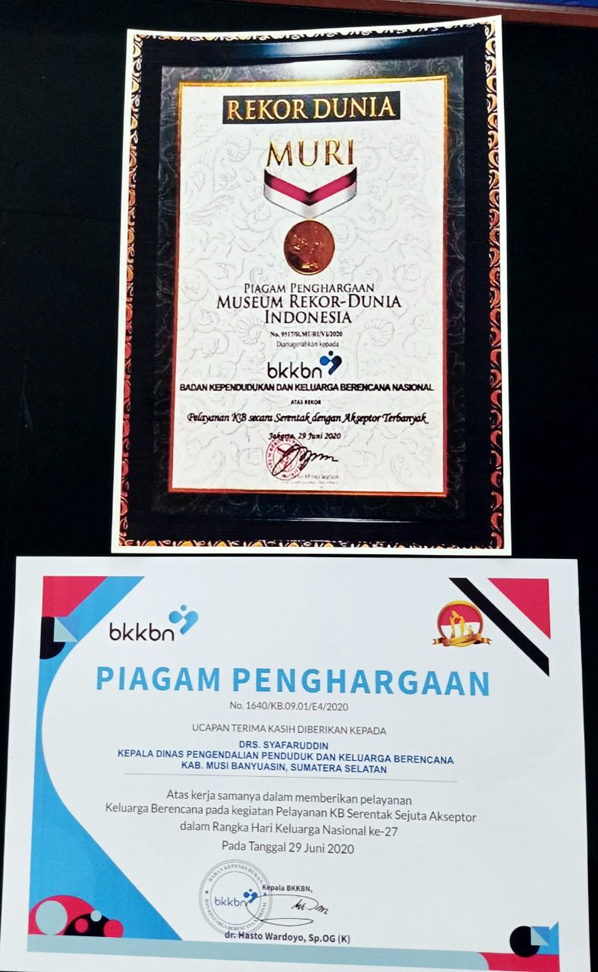 REKOR DUNIA
MURI
PIAGAM PENGHARGAAN
MUSEUM REKOR-DUNIA
INDONESIA
No. 9517/R.MURI/VI/2020
Dianugerahkan kepada
bkkbn
BADAN KEPENDUDUKAN DAN KELUARGA BERENCANA NASIONAL
ATAS REKOR
Pelayanan KB secara Serentak dengan Akseptor Terbanyak
Jakarta, 29 Juni 2020
bkkbn
PIAGAM PENGHARGAAN
No. 1640/KB.09.01/E4/2020
UCAPAN TERIMA KASIH DIBERIKAN KEPADA
DRS. SYAFARUDDIN
KEPALA DINAS PENGENDALIAN PENDUDUK DAN KELUARGA BERENCANA
KAB. MUSI BANYUASIN, SUMATERA SELATAN
Atas kerja samanya dalam memberikan pelayanan
Keluarga Berencana pada kegiatan Pelayanan KB Serentak Sejuta Akseptor
dalam Rangka Hari Keluarga Nasional ke-27
Pada Tanggal 29 Juni 2020
Kepala BKKBN,
bkkbn
dr. Hasto Wardoyo, Sp.OG (K)